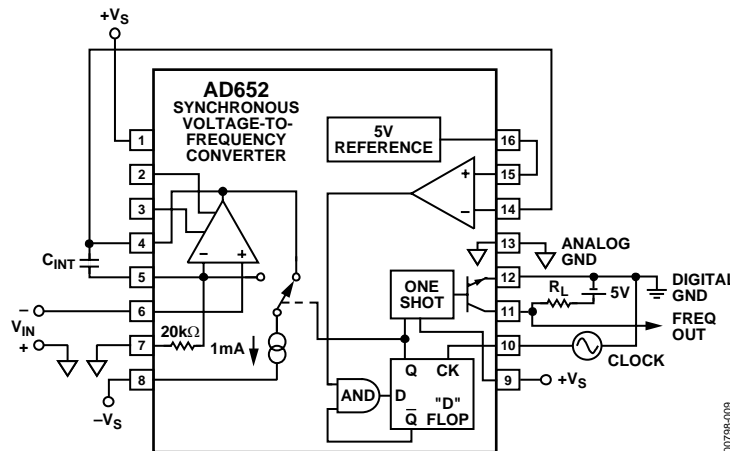 +VS
AD652
SYNCHRONOUS
VOLTAGE-TO-
FREQUENCY
CONVERTER
5V
REFERENCE
1
2
3
4
5
6
7
8
16
15
14
13
12
11
10
9
+
–
ANALOG
GND
CINT
–
+
ONE
SHOT
RL
5V
DIGITAL
GND
FREQ
OUT
–
VIN
+
20kΩ
1mA
CLOCK
+VS
–VS
AND
Q
CK
D
"D"
FLOP
Q̅
00798-009